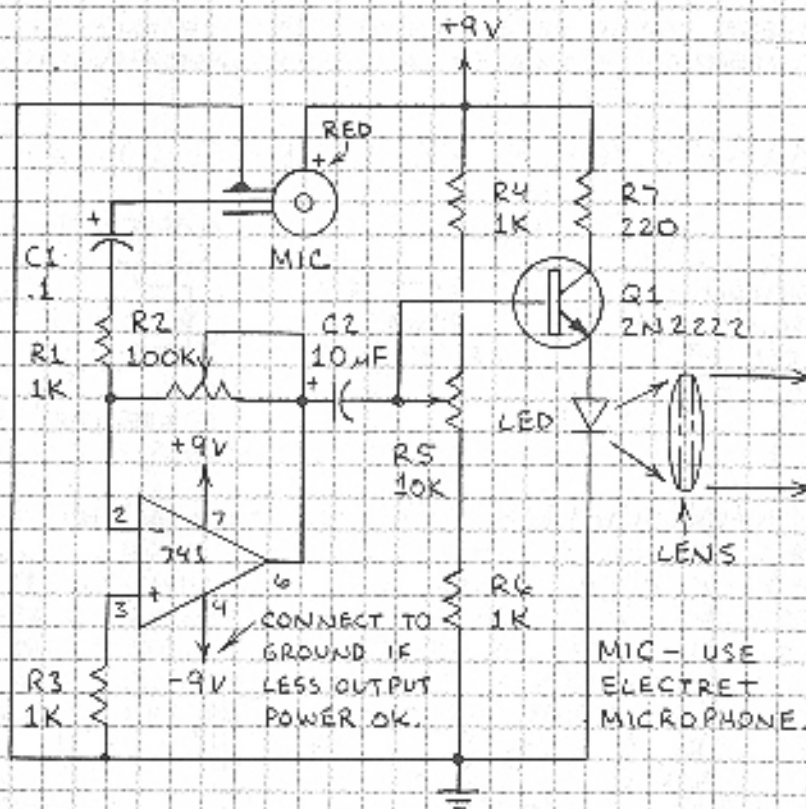 +9V
RED
+
MIC
+
C1
.1
R4
1K
R7
220
Q1
2N2222
R1
1K
R2
100K
C2
10µF
+
+9V
R5
10K
LED
LENS
2
-
7
741
6
3
+
4
-9V
CONNECT TO
GROUND IF
LESS OUTPUT
POWER OK.
R3
1K
R6
1K
MIC - USE
ELECTRET
MICROPHONE.